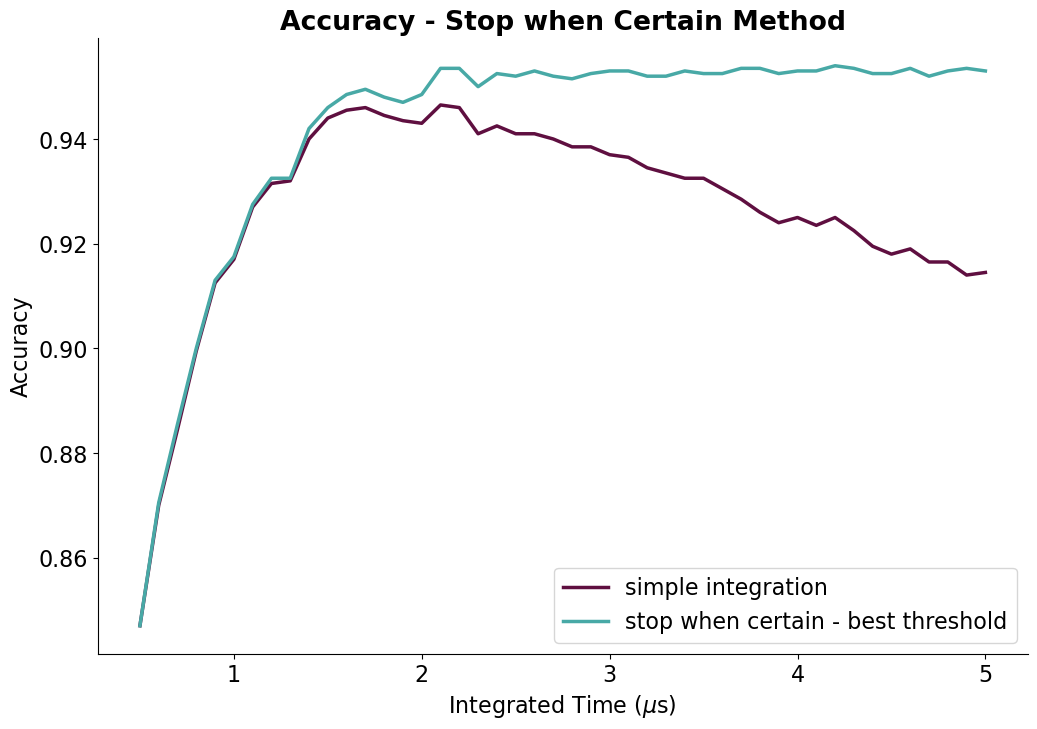 Accuracy - Stop when Certain Method
Accuracy
0.94
0.92
0.90
0.88
0.86
simple integration
stop when certain - best threshold
1 2 3 4 5
Integrated Time (μs)